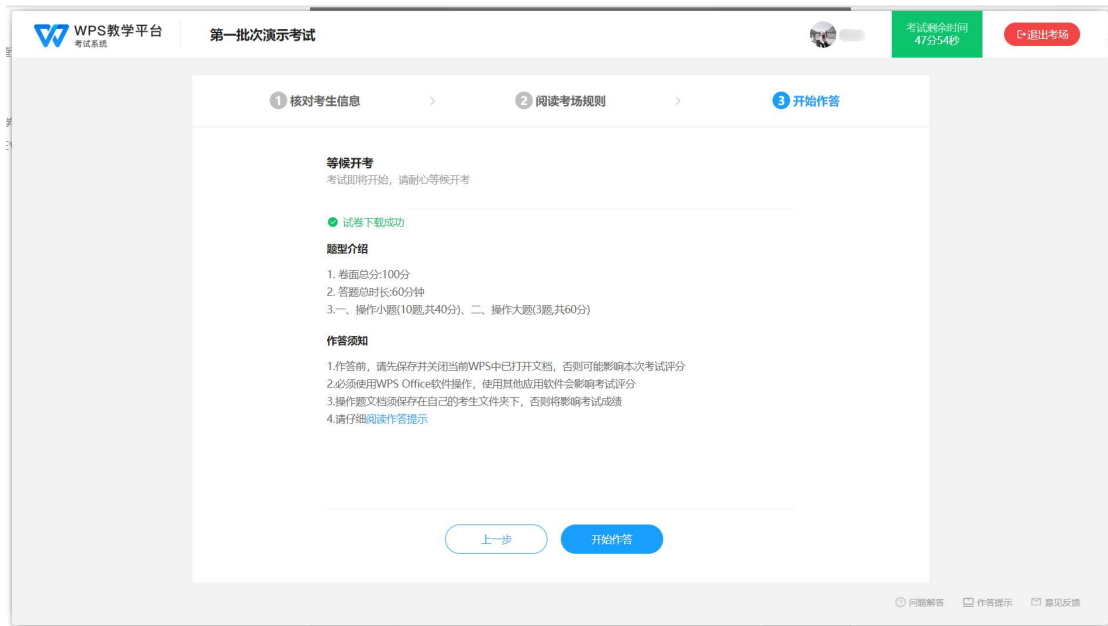 WPS教学平台
考试系统
第一批次演示考试
考试剩余时间
47分54秒
退出考场
1 核对考生信息
2 阅读考场规则
3 开始作答
等候开考
考试即将开始，请耐心等候开考
试卷下载成功
题型介绍
1. 卷面总分:100分
2. 答题总时长:60分钟
3.一、操作小题(10题,共40分)、二、操作大题(3题,共60分)
作答须知
1.作答前，请先保存并关闭当前WPS中已打开文档，否则可能影响本次考试评分
2.必须使用WPS Office软件操作，使用其他应用软件会影响考试评分
3.操作题文档须保存在自己的考生文件夹下，否则将影响考试成绩
4.请仔细阅读作答提示
上一步
开始作答
问题解答 作答提示 意见反馈